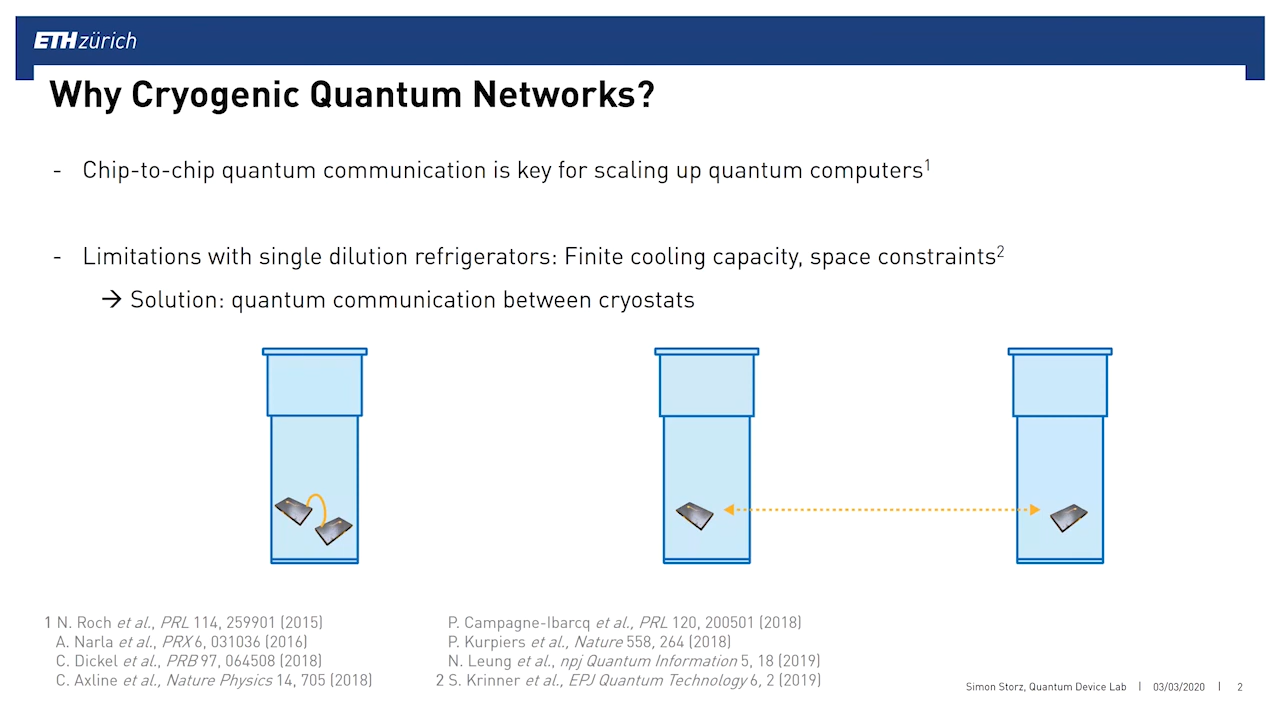 ETH zürich
Why Cryogenic Quantum Networks?
- Chip-to-chip quantum communication is key for scaling up quantum computers¹
- Limitations with single dilution refrigerators: Finite cooling capacity, space constraints²
→ Solution: quantum communication between cryostats
1 N. Roch et al., PRL 114, 259901 (2015)
A. Narla et al., PRX 6, 031036 (2016)
C. Dickel et al., PRB 97, 064508 (2018)
C. Axline et al., Nature Physics 14, 705 (2018)
P. Campagne-Ibarcq et al., PRL 120, 200501 (2018)
P. Kurpiers et al., Nature 558, 264 (2018)
N. Leung et al., npj Quantum Information 5, 18 (2019)
2 S. Krinner et al., EPJ Quantum Technology 6, 2 (2019)
Simon Storz, Quantum Device Lab | 03/03/2020 | 2